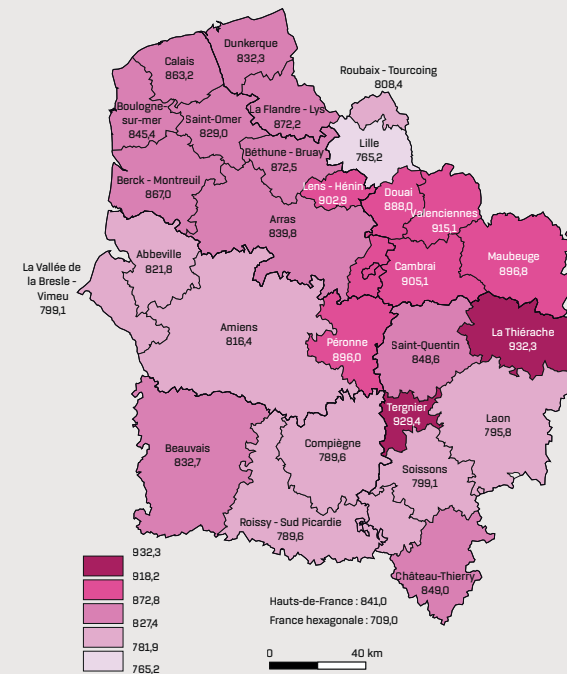 Dunkerque
832,3
Calais
863,2
Roubaix - Tourcoing
808,4
Boulogne-
sur-mer
845,4
Saint-Omer
829,0
La Flandre - Lys
872,2
Lille
765,2
Béthune - Bruay
872,5
Berck - Montreuil
867,0
Lens - Hénin
902,9
Douai
888,0
Valenciennes
915,1
Arras
839,8
Abbeville
821,8
La Vallée de
la Bresle -
Vimeu
799,1
Cambrai
905,1
Maubeuge
896,8
Amiens
816,4
Péronne
896,0
Saint-Quentin
848,6
La Thiérache
932,3
Tergnier
929,4
Laon
795,8
Beauvais
832,7
Compiègne
789,6
Soissons
799,1
Roissy - Sud Picardie
789,6
Château-Thierry
849,0
932,3
918,2
872,8
827,4
781,9
765,2
Hauts-de-France : 841,0
France hexagonale : 709,0
0 40 km